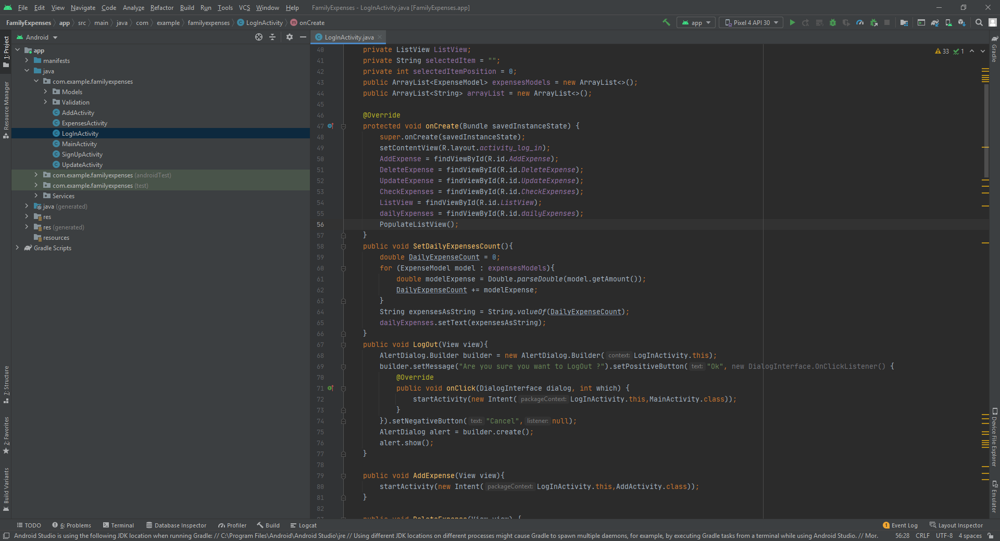 File Edit View Navigate Code Analyze Refactor Build Run Tools VCS Window Help FamilyExpenses - LogInActivity.java [FamilyExpenses.app]
FamilyExpenses app src main java com example familyexpenses LogInActivity onCreate app Pixel 4 API 30
Android
LogInActivity.java
app
manifests
java
com.example.familyexpenses
Models
Validation
AddActivity
ExpensesActivity
LogInActivity
MainActivity
SignUpActivity
UpdateActivity
com.example.familyexpenses (androidTest)
com.example.familyexpenses (test)
Services
java (generated)
res
res (generated)
resources
Gradle Scripts
1: Project
Resource Manager
7: Structure
2: Favorites
Build Variants
33 1
40 private ListView ListView;
41 private String selectedItem = "";
42 private int selectedItemPosition = 0;
43 public ArrayList<ExpenseModel> expensesModels = new ArrayList<>();
44 public ArrayList<String> arrayList = new ArrayList<>();
45
46 @Override
47 protected void onCreate(Bundle savedInstanceState) {
48 super.onCreate(savedInstanceState);
49 setContentView(R.layout.activity_log_in);
50 AddExpense = findViewById(R.id.AddExpense);
51 DeleteExpense = findViewById(R.id.DeleteExpense);
52 UpdateExpense = findViewById(R.id.UpdateExpense);
53 CheckExpenses = findViewById(R.id.CheckExpenses);
54 ListView = findViewById(R.id.ListView);
55 dailyExpenses = findViewById(R.id.dailyExpenses);
56 PopulateListView();
57 }
58 public void SetDailyExpensesCount(){
59 double DailyExpenseCount = 0;
60 for (ExpenseModel model : expensesModels){
61 double modelExpense = Double.parseDouble(model.getAmount());
62 DailyExpenseCount += modelExpense;
63 }
64 String expensesAsString = String.valueOf(DailyExpenseCount);
65 dailyExpenses.setText(expensesAsString);
66 }
67 public void LogOut(View view){
68 AlertDialog.Builder builder = new AlertDialog.Builder( context: LogInActivity.this);
69 builder.setMessage("Are you sure you want to LogOut ?").setPositiveButton( text: "Ok", new DialogInterface.OnClickListener() {
70 @Override
71 public void onClick(DialogInterface dialog, int which) {
72 startActivity(new Intent( packageContext: LogInActivity.this,MainActivity.class));
73 }
74 }).setNegativeButton( text: "Cancel", listener: null);
75 AlertDialog alert = builder.create();
76 alert.show();
77 }
78
79 public void AddExpense(View view){
80 startActivity(new Intent( packageContext: LogInActivity.this,AddActivity.class));
81 }
82
83 public void DeleteExpense(View view) {
Gradle
Device File Explorer
Emulator
TODO 6: Problems Terminal Database Inspector Profiler Build Logcat 1 Event Log Layout Inspector
Android Studio is using the following JDK location when running Gradle: // C:\Program Files\Android\Android Studio\jre // Using different JDK locations on different processes might cause Gradle to spawn multiple daemons, for example, by executing Gradle tasks from a terminal while using Android Studio. // Mor. 56:28 CRLF UTF-8 4 spaces